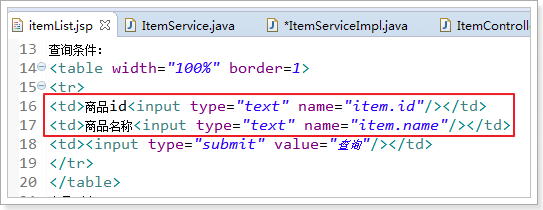 itemList.jsp ItemService.java *ItemServiceImpl.java ItemControlle
13 查询条件:
14 <table width="100%" border=1>
15 <tr>
16 <td>商品id<input type="text" name="item.id"/></td>
17 <td>商品名称<input type="text" name="item.name"/></td>
18 <td><input type="submit" value="查询"/></td>
19 </tr>
20 </table>